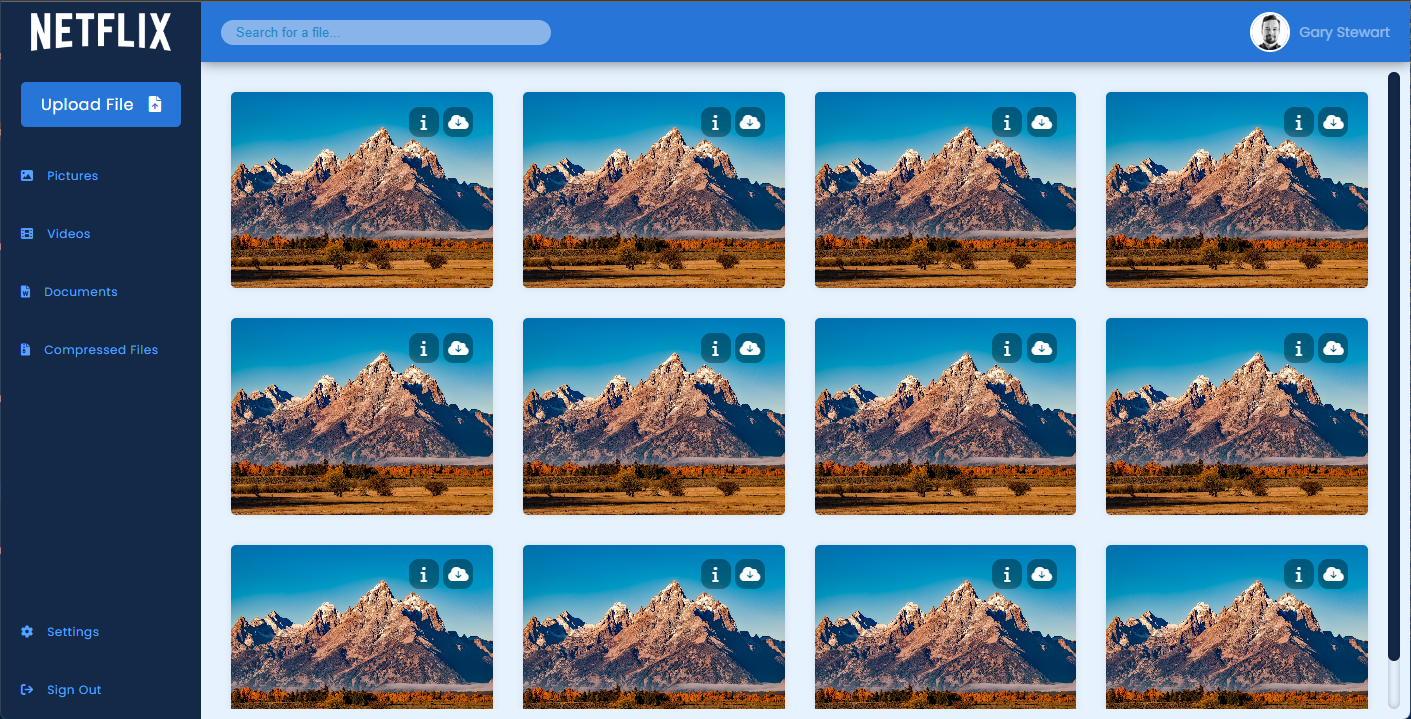 NETFLIX
Search for a file...
Gary Stewart
Upload File
Pictures
Videos
Documents
Compressed Files
Settings
Sign Out